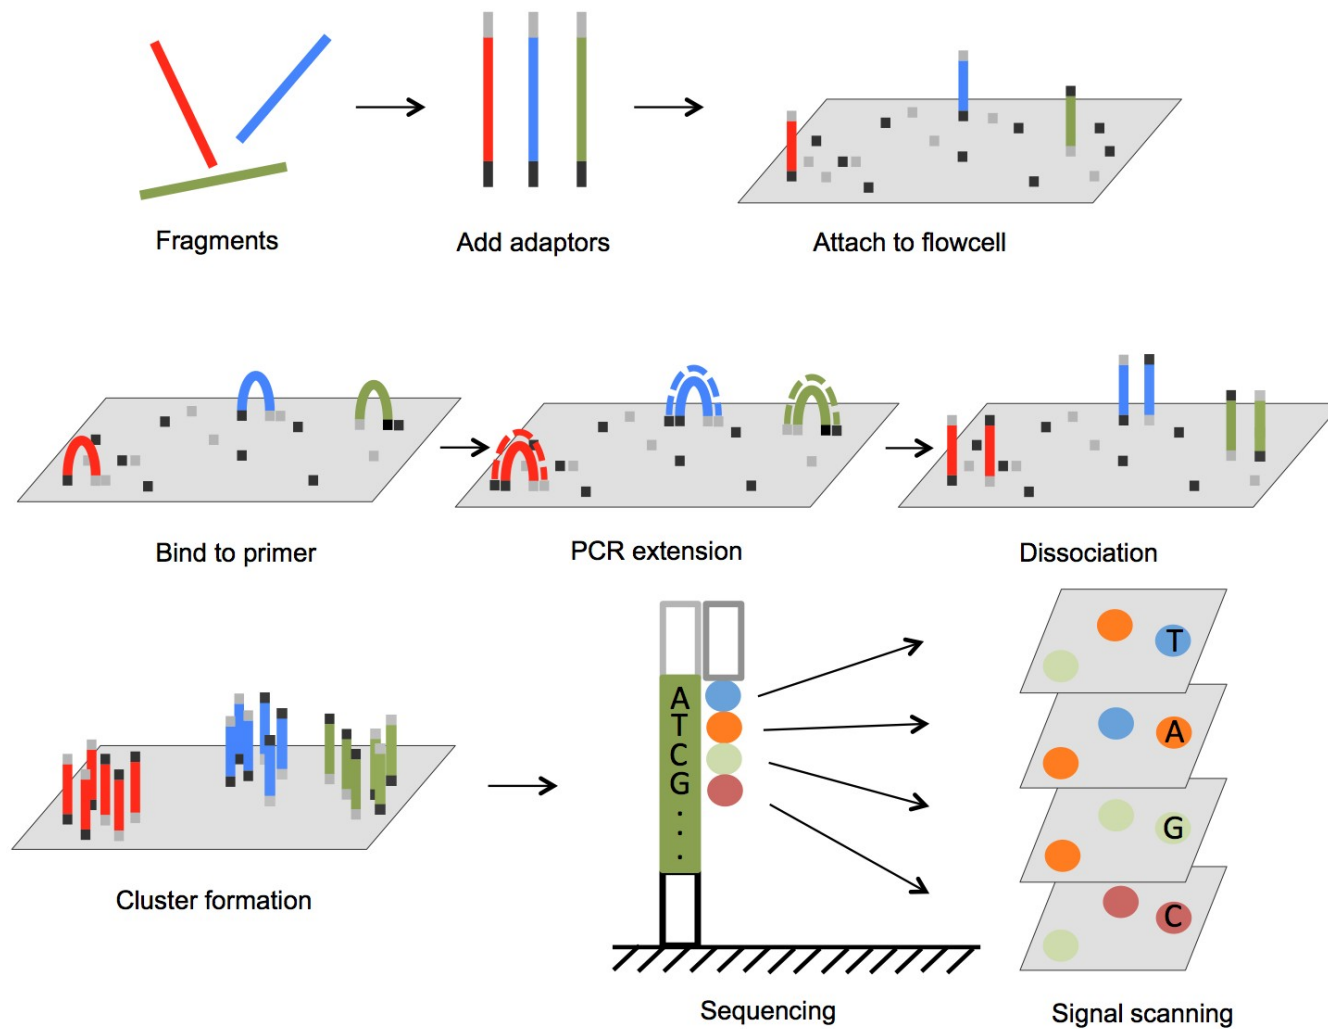 Fragments
Add adaptors
Attach to flowcell
Bind to primer
PCR extension
Dissociation
Cluster formation
A
T
C
G
.
.
.
Sequencing
T
A
G
C
Signal scanning